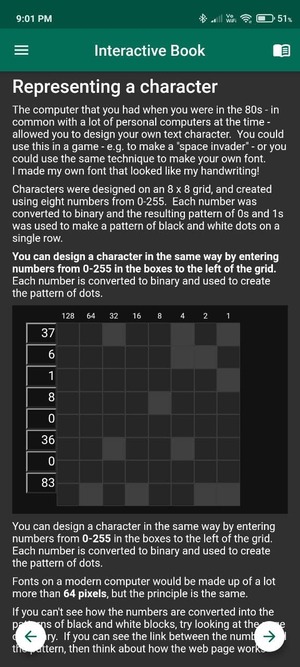 9:01 PM
Vo
WiFi
51%
Interactive Book
Representing a character
The computer that you had when you were in the 80s - in
common with a lot of personal computers at the time -
allowed you to design your own text character. You could
use this in a game - e.g. to make a "space invader" - or you
could use the same technique to make your own font.
I made my own font that looked like my handwriting!
Characters were designed on an 8 x 8 grid, and created
using eight numbers from 0-255. Each number was
converted to binary and the resulting pattern of 0s and 1s
was used to make a pattern of black and white dots on a
single row.
You can design a character in the same way by entering
numbers from 0-255 in the boxes to the left of the grid.
Each number is converted to binary and used to create
the pattern of dots.
128 64 32 16 8 4 2 1
37
6
1
8
0
36
0
83
You can design a character in the same way by entering
numbers from 0-255 in the boxes to the left of the grid.
Each number is converted to binary and used to create
the pattern of dots.
Fonts on a modern computer would be made up of a lot
more than 64 pixels, but the principle is the same.
If you can't see how the numbers are converted into the
of black and white blocks, try looking at the
If you can see the link between the
pattern, then think about how the web page works